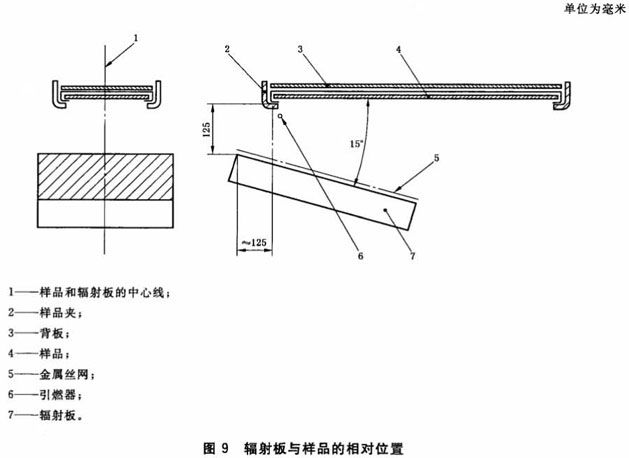 单位为毫米
1
2
3
4
125
15°
5
≈125
6
7
1——样品和辐射板的中心线;
2——样品夹;
3——背板;
4——样品;
5——金属丝网;
6——引燃器;
7——辐射板。
图 9 辐射板与样品的相对位置